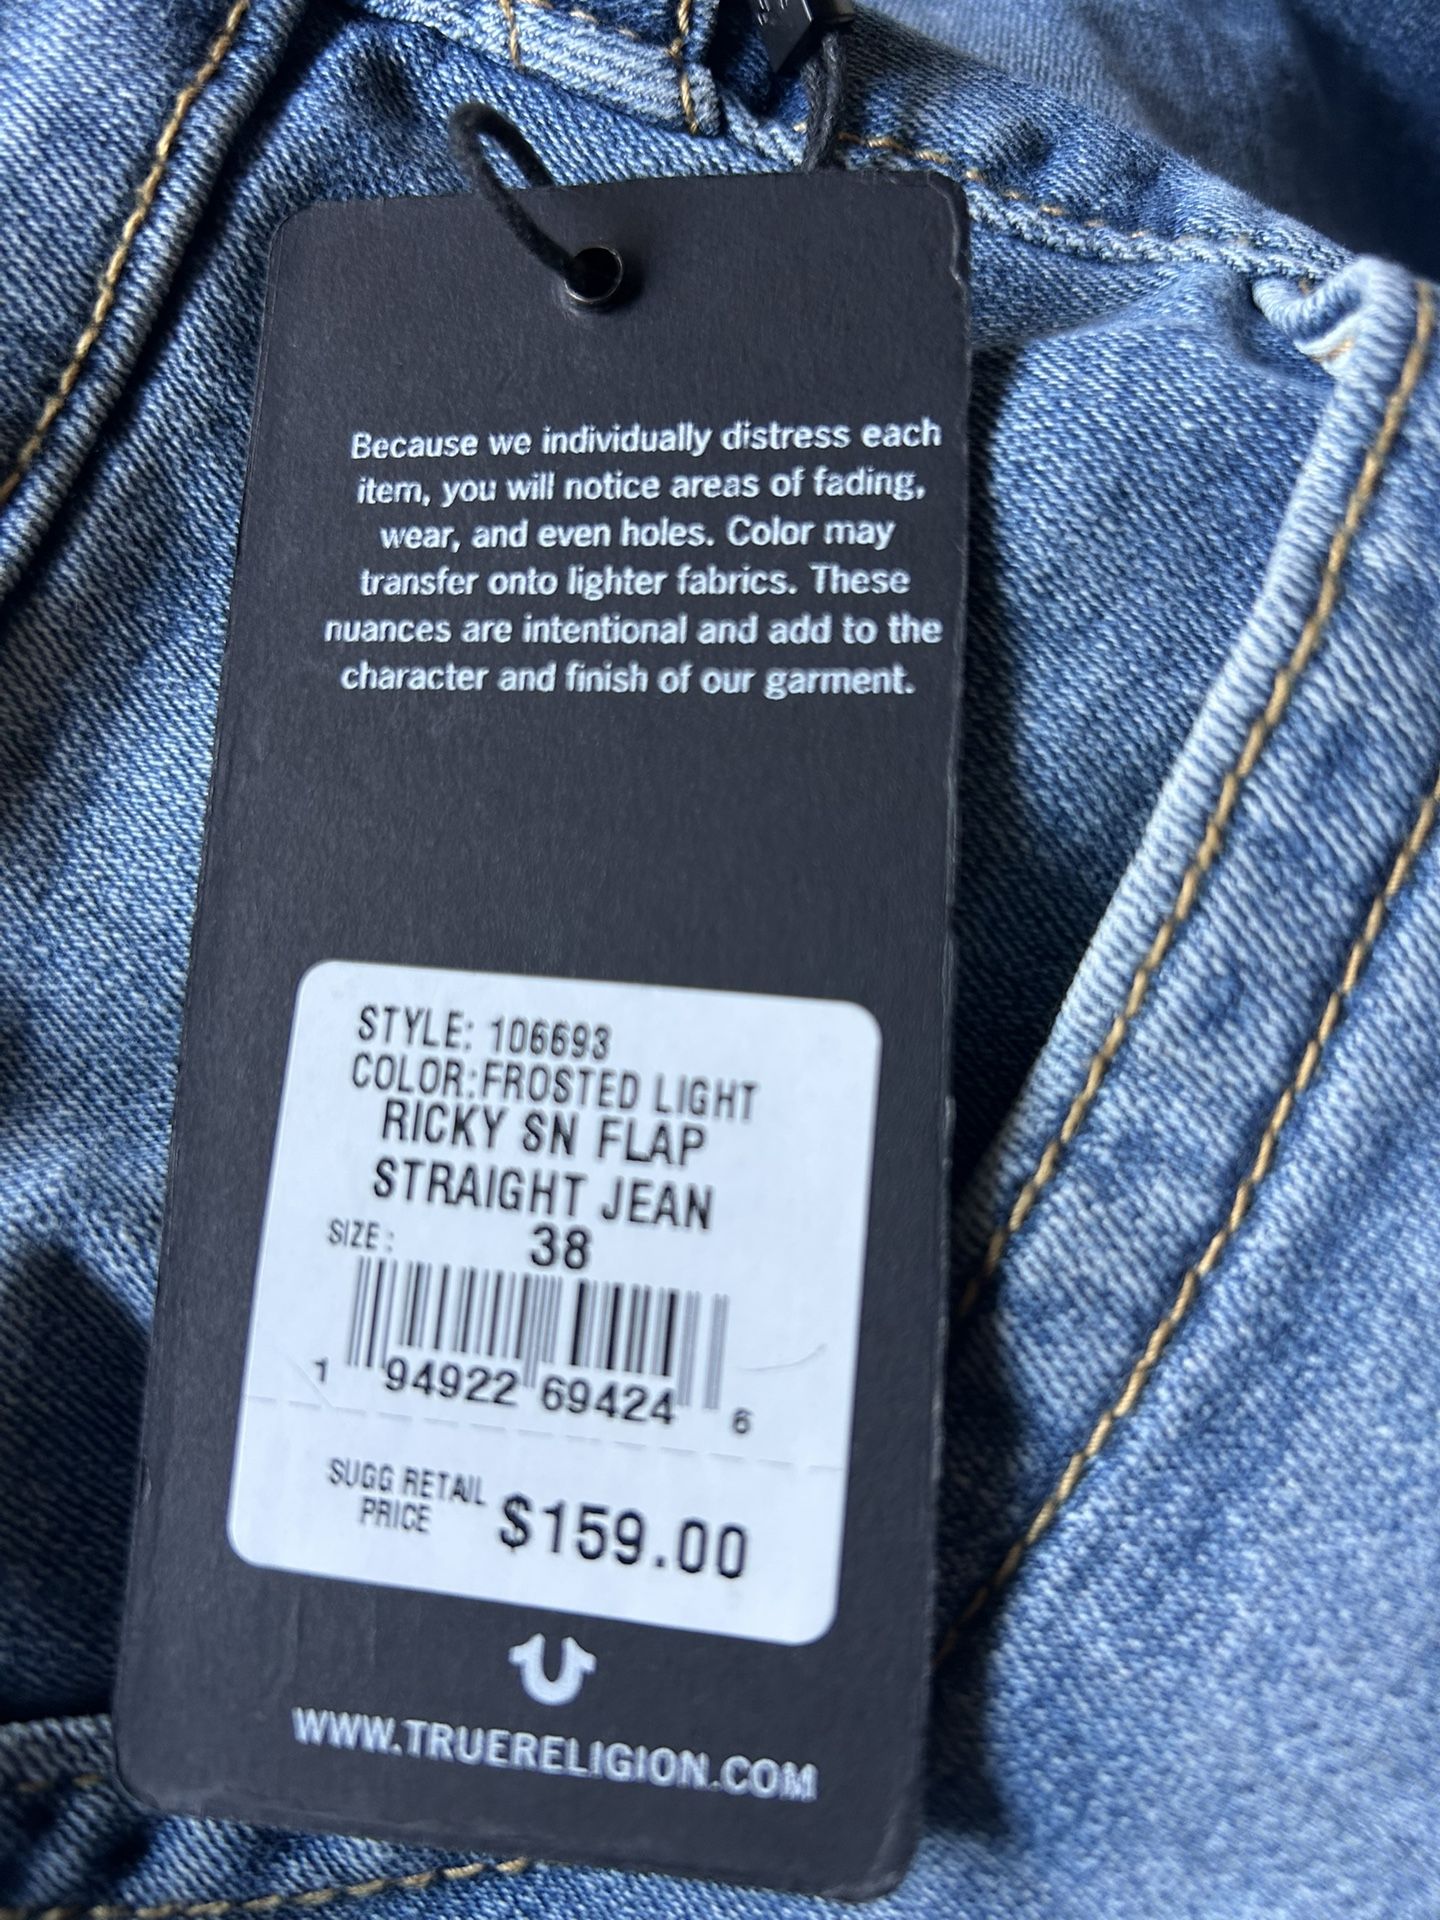 Because we individually distress each
item, you will notice areas of fading,
wear, and even holes. Color may
transfer onto lighter fabrics. These
nuances are intentional and add to the
character and finish of our garment.
STYLE: 106693
COLOR:FROSTED LIGHT
RICKY SN FLAP
STRAIGHT JEAN
SIZE: 38
1 94922 69424 6
SUGG RETAIL
PRICE $159.00
WWW.TRUERELIGION.COM